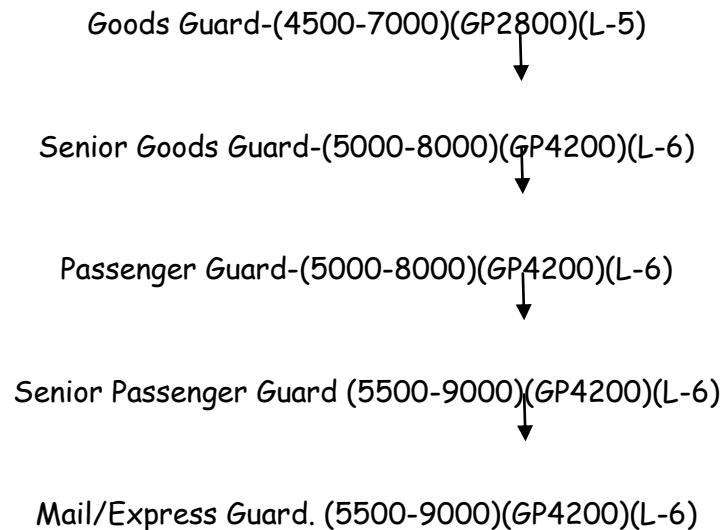 Goods Guard-(4500-7000)(GP2800)(L-5)
Senior Goods Guard-(5000-8000)(GP4200)(L-6)
Passenger Guard-(5000-8000)(GP4200)(L-6)
Senior Passenger Guard (5500-9000)(GP4200)(L-6)
Mail/Express Guard. (5500-9000)(GP4200)(L-6)